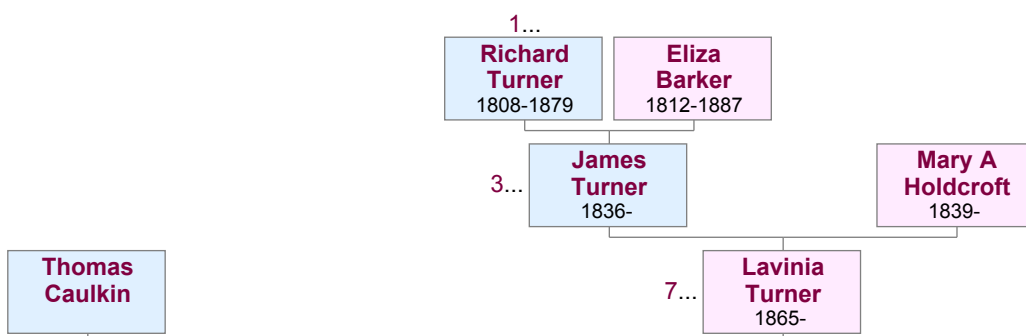 1...
Richard
Turner
1808-1879
Eliza
Barker
1812-1887
3...
James
Turner
1836-
Mary A
Holdcroft
1839-
Thomas
Caulkin
7...
Lavinia
Turner
1865-